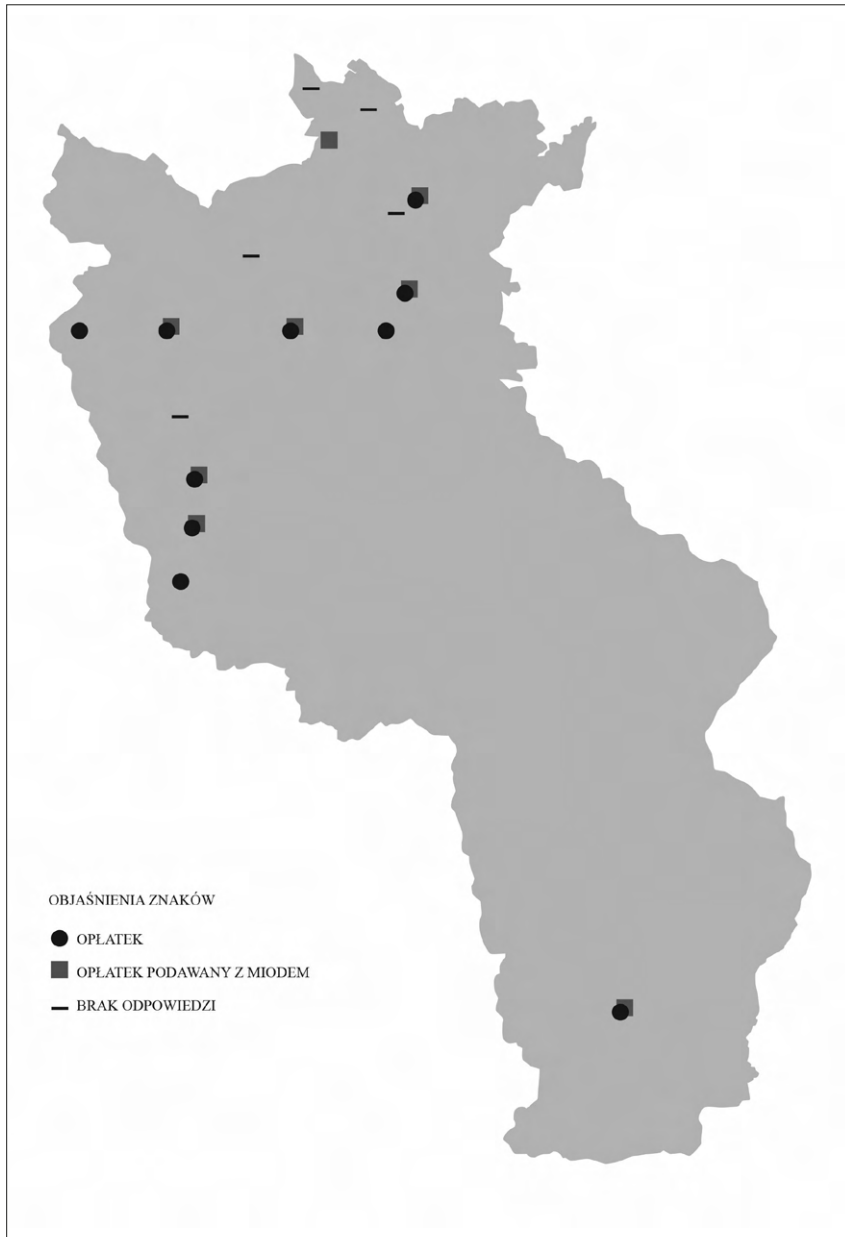 OBJAŚNIENIA ZNAKÓW
OPŁATEK
OPŁATEK PODAWANY Z MIODEM
BRAK ODPOWIEDZI